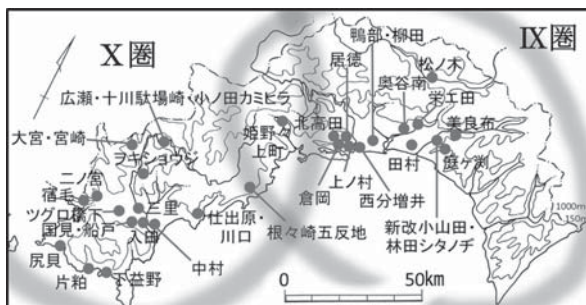 X圏
IX圏
鴨部・柳田
居徳
松ノ木
奥谷南
広瀬・十川駄場崎・小ノ田カミヒラ
栄エ田
北高田
美良布
大宮・宮崎
姫野々上町
ヲキショウジ
田村
庭ヶ渕
二ノ宮
倉岡
上ノ村
宿毛
西分増井
ツグロ橋下
三里
仕出原・川口
新改小山田・林田シタノヂ
国見・船戸
入田
根々崎五反地
尻貝
中村
片粕
下益野
1000m
150m
0
50km